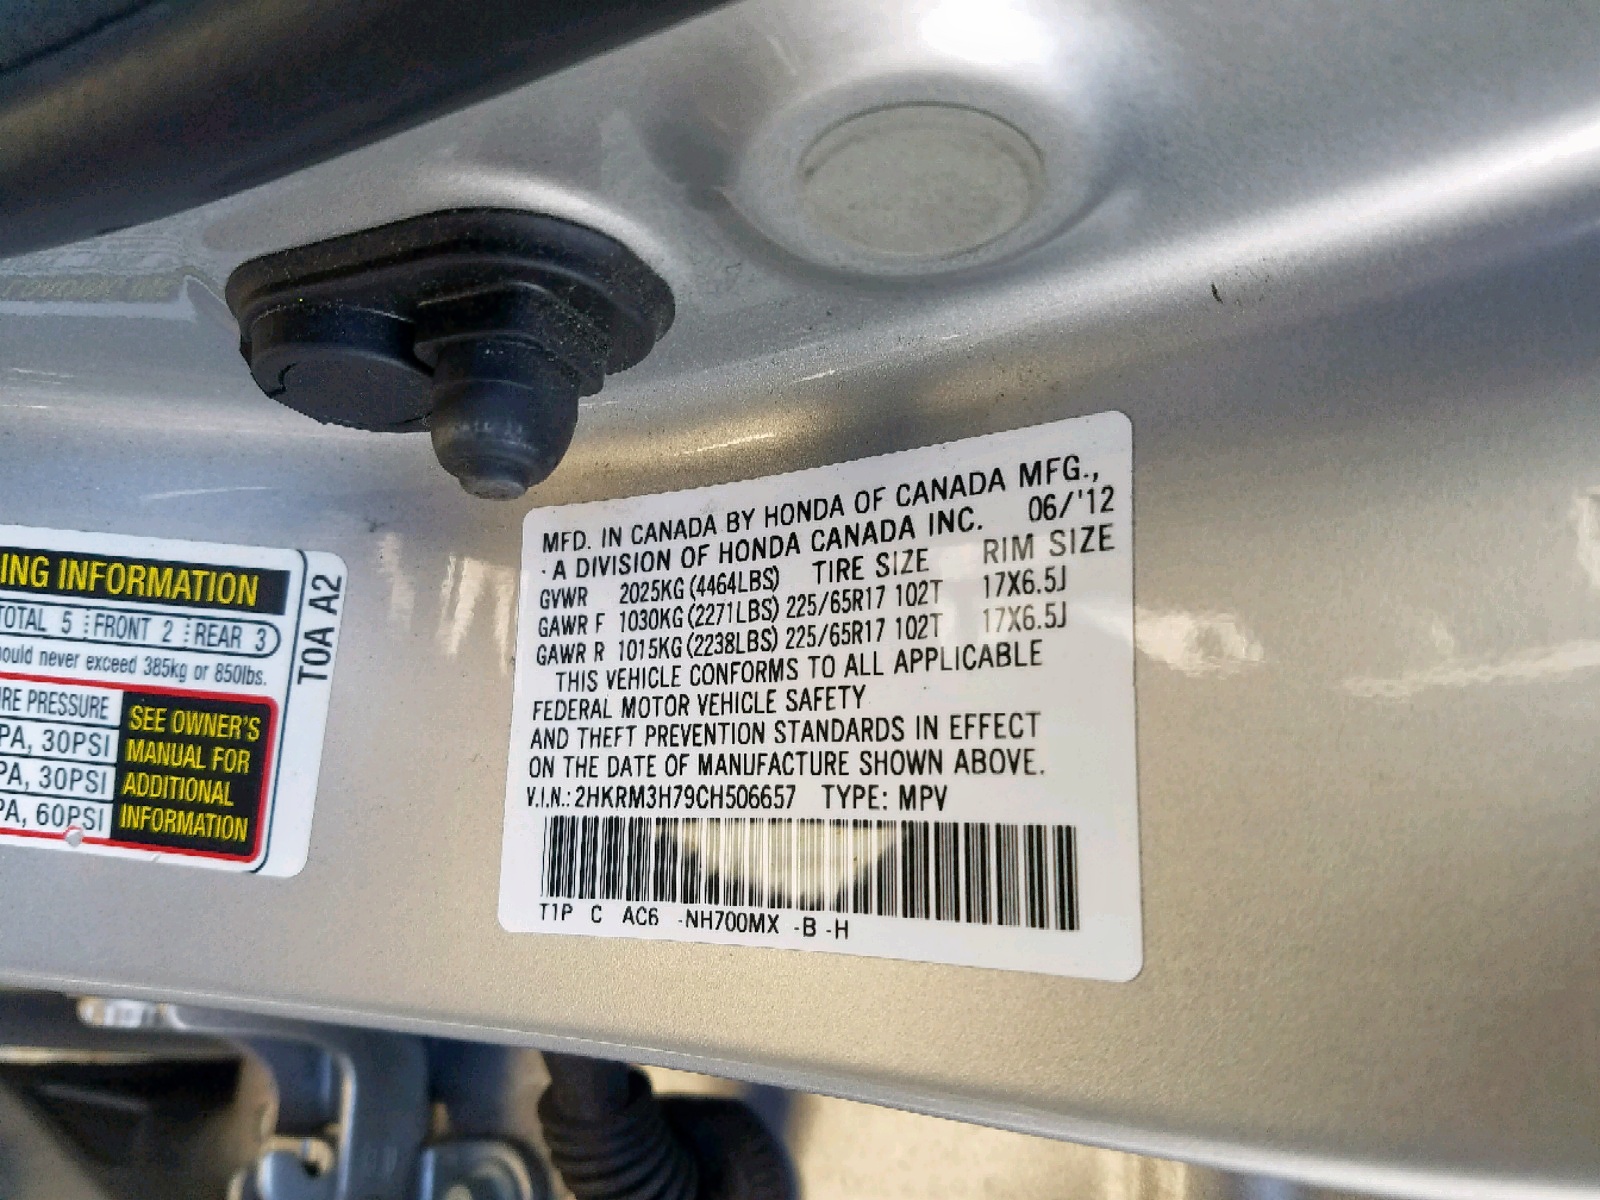 ING INFORMATION
TOTAL 5 FRONT 2 REAR 3
ould never exceed 385kg or 850lbs.
RE PRESSURE
PA, 30PSI
PA, 30PSI
PA, 60PSI
SEE OWNER'S
MANUAL FOR
ADDITIONAL
INFORMATION
T0A A2
MFD. IN CANADA BY HONDA OF CANADA MFG.,
· A DIVISION OF HONDA CANADA INC. 06/'12
GVWR 2025KG (4464LBS) TIRE SIZE RIM SIZE
GAWR F 1030KG (2271LBS) 225/65R17 102T 17X6.5J
GAWR R 1015KG (2238LBS) 225/65R17 102T 17X6.5J
THIS VEHICLE CONFORMS TO ALL APPLICABLE
FEDERAL MOTOR VEHICLE SAFETY
AND THEFT PREVENTION STANDARDS IN EFFECT
ON THE DATE OF MANUFACTURE SHOWN ABOVE.
V.I.N.: 2HKRM3H79CH506657 TYPE: MPV
T1P C AC6 -NH700MX -B -H